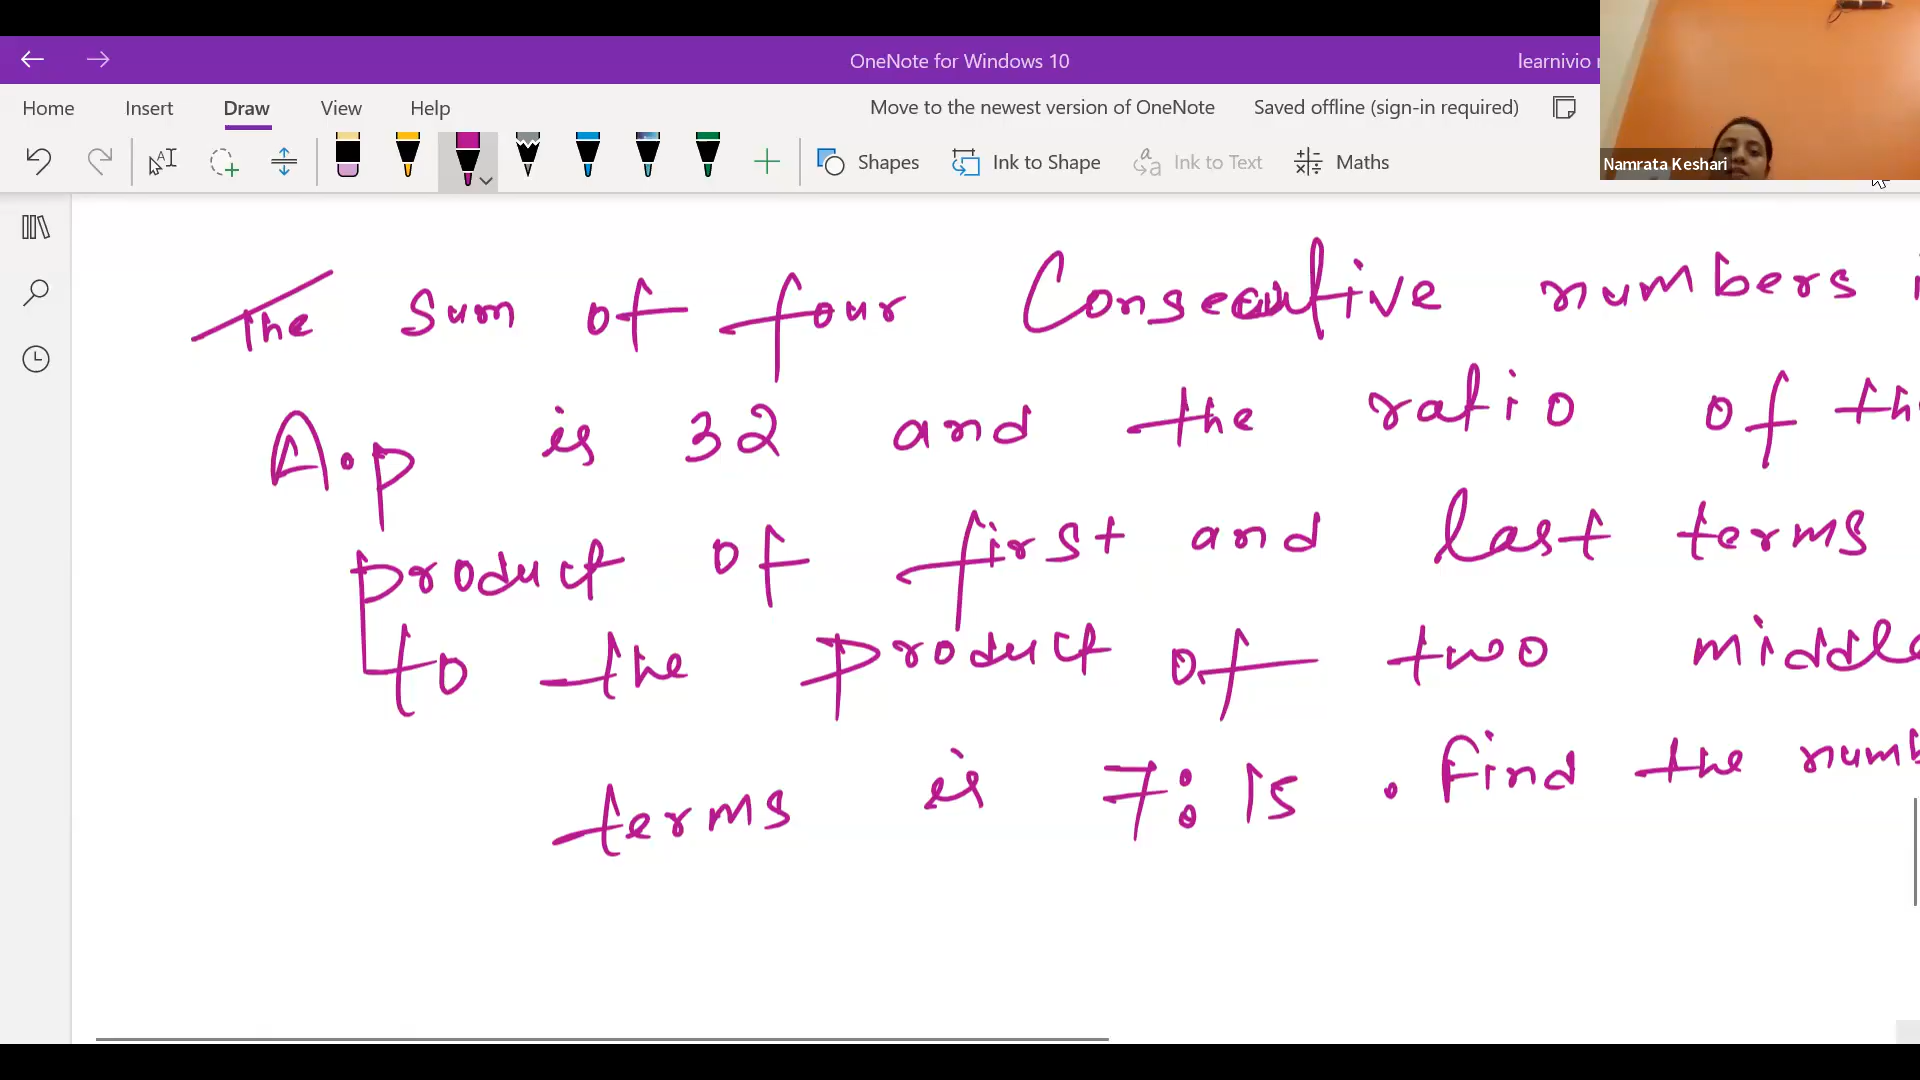 OneNote for Windows 10
learnivio
Home Insert Draw View Help
Move to the newest version of OneNote
Saved offline (sign-in required)
Shapes
Ink to Shape
Ink to Text
Maths
Namrata Keshari
The sum of four Consecutive numbers
A.p is 32 and the ratio of
product of first and last terms
to the product of two middle
terms is 7:15 . find the